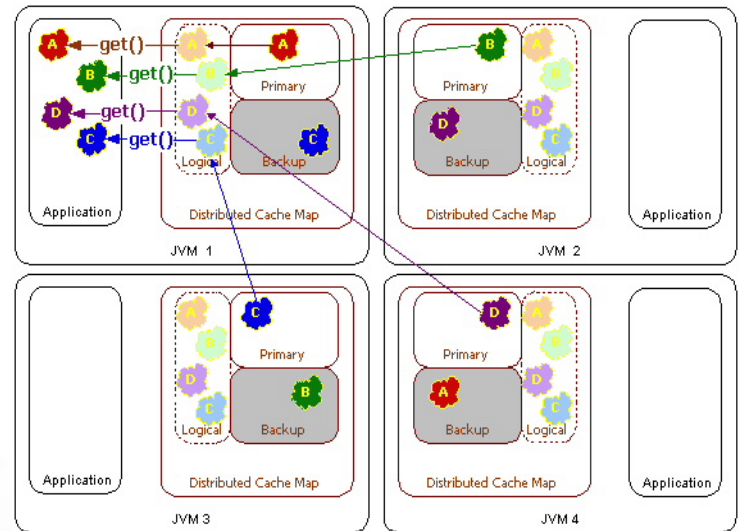 A get() A A
B get() B
Primary
D get() D
C get() C C
Logical Backup
Application
Distributed Cache Map
JVM 1
B A
B
Primary
D D
C
Backup Logical
Distributed Cache Map
Application
JVM 2
A C
B
Primary
D B
C
Logical Backup
Application
Distributed Cache Map
JVM 3
D A
B
Primary
A D
C
Backup Logical
Distributed Cache Map
Application
JVM 4